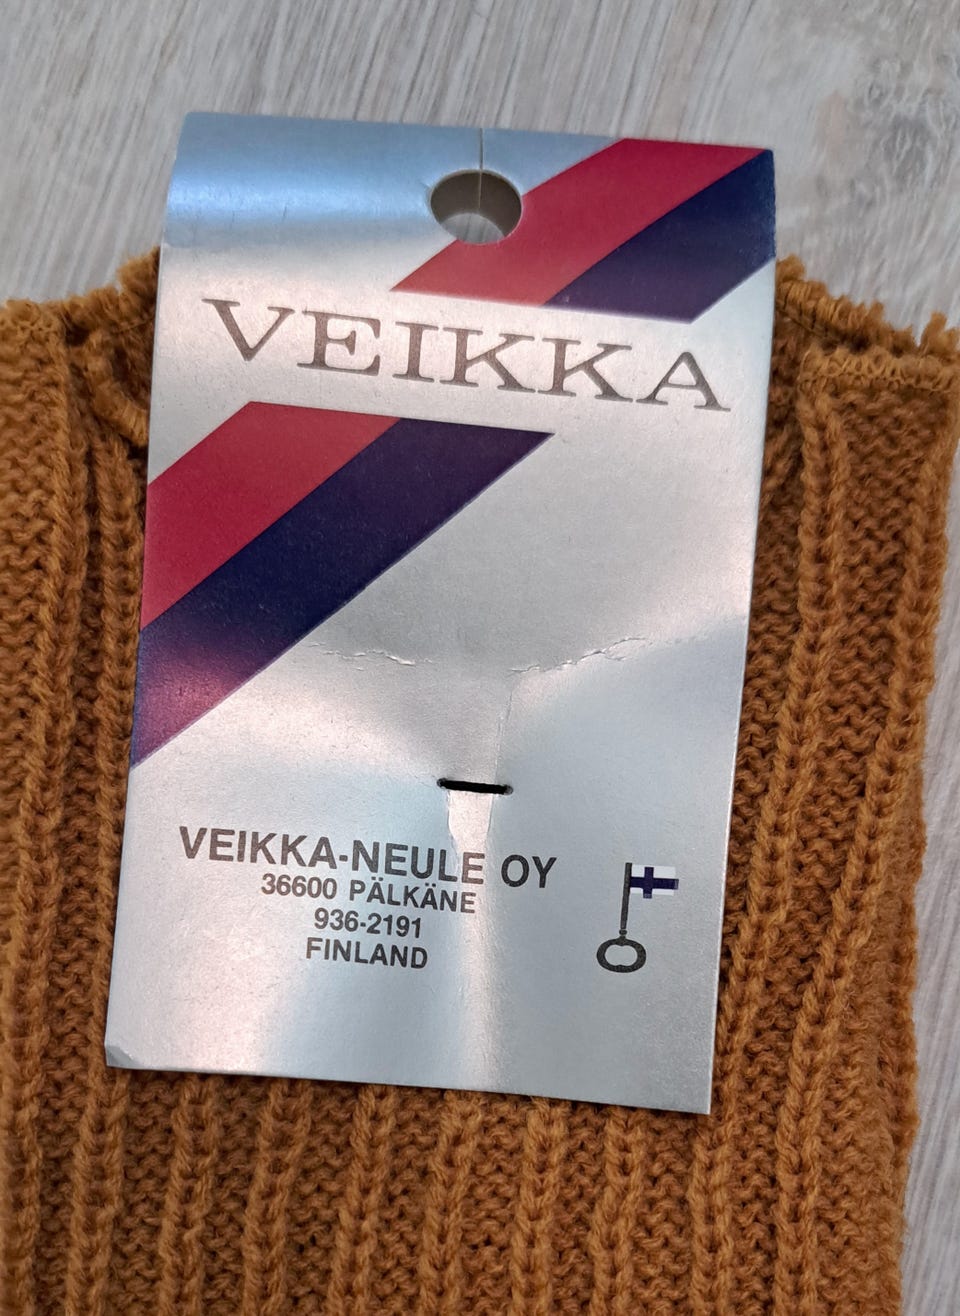 VEIKKA
VEIKKA-NEULE OY
36600 PÄLKÄNE
936-2191
FINLAND